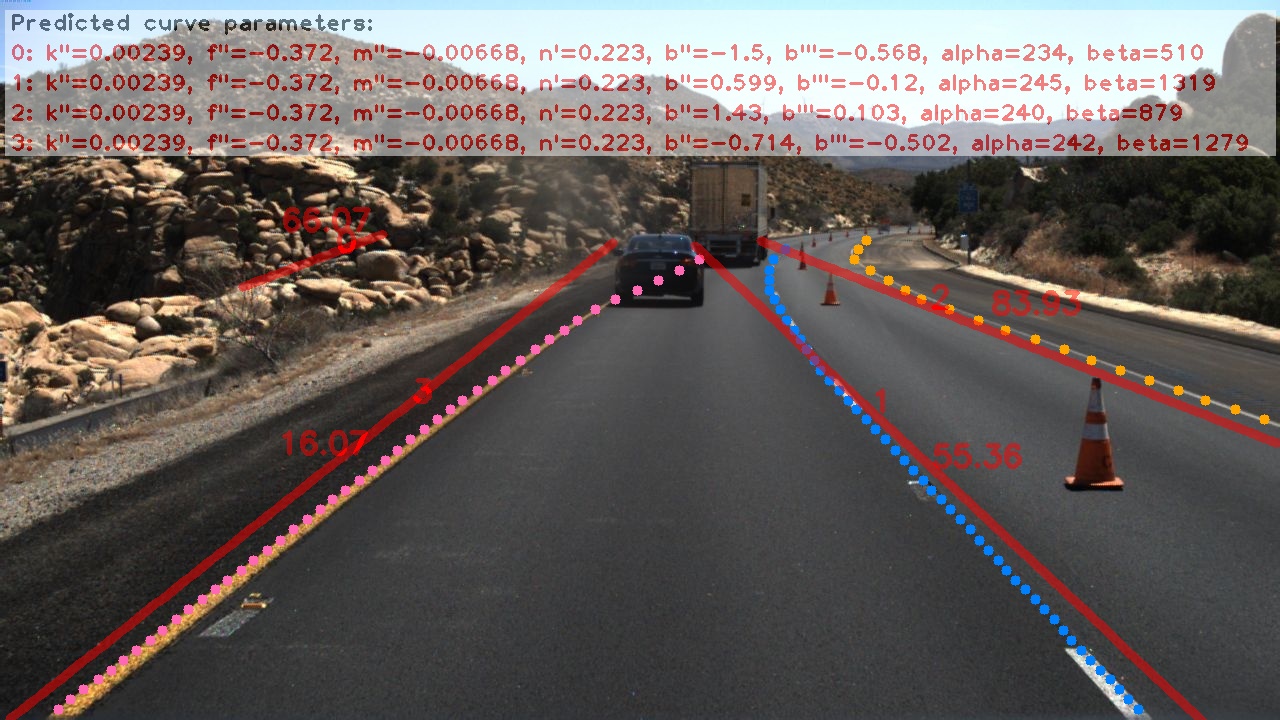 Predicted curve parameters:
0: k''=0.00239, f''=-0.372, m''=-0.00668, n'=0.223, b''=-1.5, b'''=-0.568, alpha=234, beta=510
1: k''=0.00239, f''=-0.372, m''=-0.00668, n'=0.223, b''=0.599, b'''=-0.12, alpha=245, beta=1319
2: k''=0.00239, f''=-0.372, m''=-0.00668, n'=0.223, b''=1.43, b'''=0.103, alpha=240, beta=879
3: k''=0.00239, f''=-0.372, m''=-0.00668, n'=0.223, b''=-0.714, b'''=-0.502, alpha=242, beta=1279
66.07
0
2 83.93
3
1
16.07
55.36